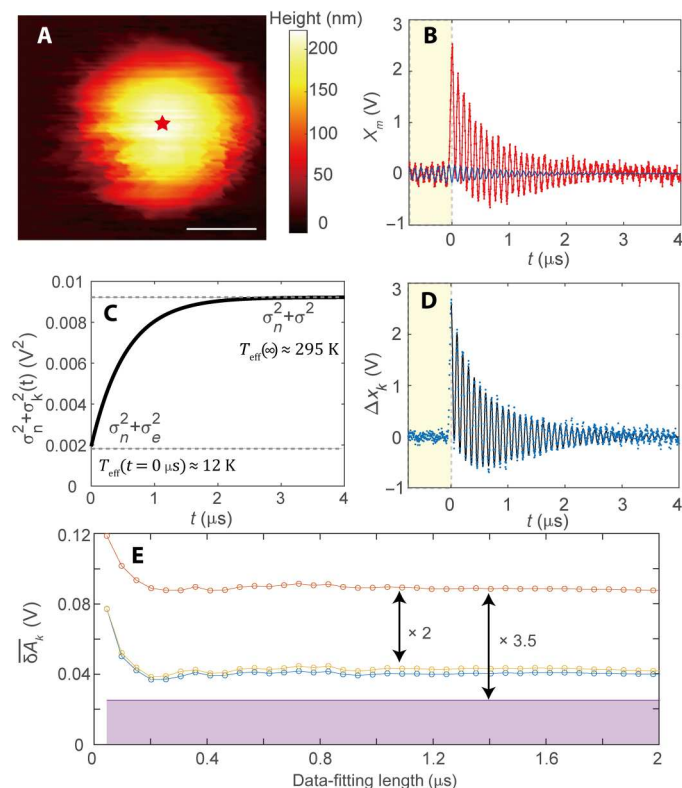 A
Height (nm)
200
150
100
50
0
B
X_m (V)
3
2
1
0
−1
0 1 2 3 4
t (μs)
C
σ_n^2+σ_k^2(t) (V^2)
0.01
0.008
0.006
0.004
0.002
0
σ_n^2+σ^2
T_eff(∞) ≈ 295 K
σ_n^2+σ_e^2
T_eff(t = 0 μs) ≈ 12 K
0 1 2 3 4
t (μs)
D
Δx_k (V)
3
2
1
0
−1
0 1 2 3 4
t (μs)
E
δA_k (V)
0.12
0.08
0.04
0
× 2
× 3.5
0 0.4 0.8 1.2 1.6 2
Data-fitting length (μs)